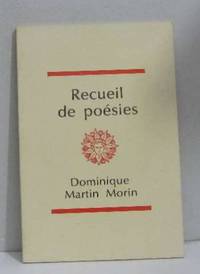 Recueil
de poésies
Dominique
Martin Morin